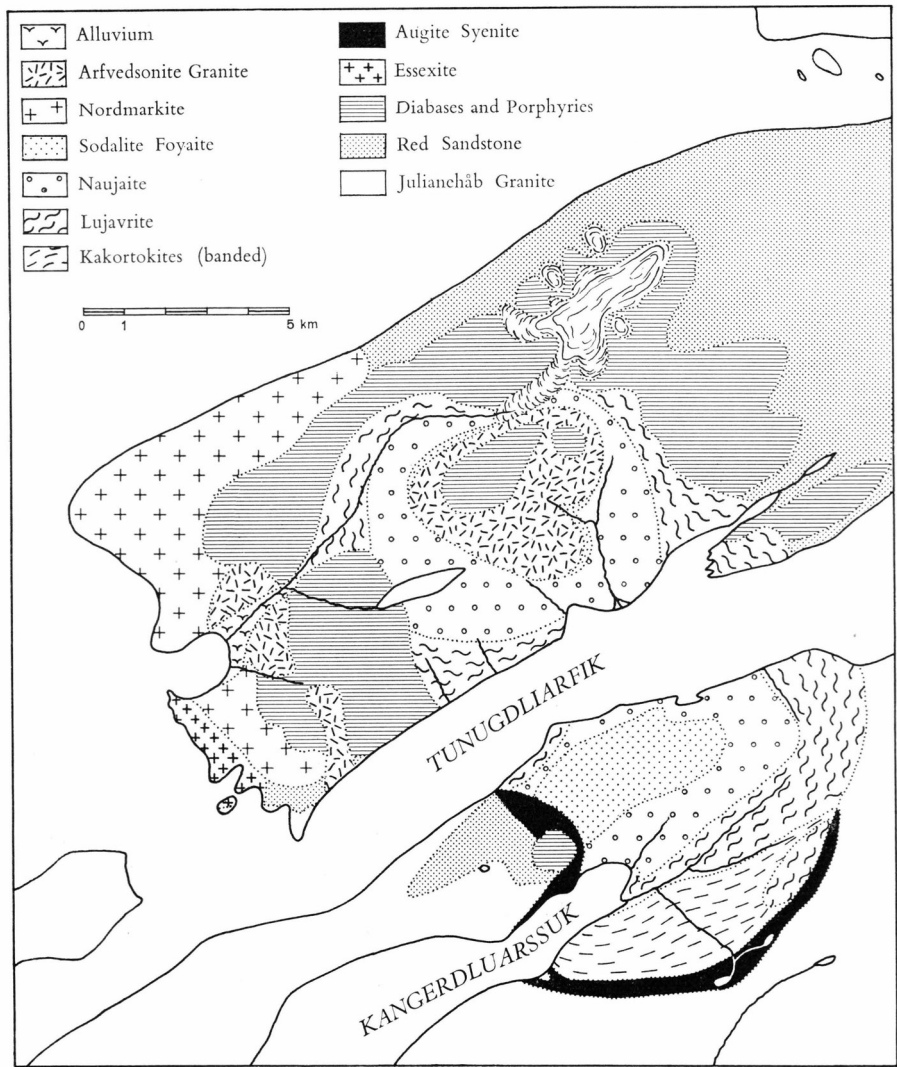 Alluvium
Arfvedsonite Granite
Nordmarkite
Sodalite Foyaite
Naujaite
Lujavrite
Kakortokites (banded)
Augite Syenite
Essexite
Diabases and Porphyries
Red Sandstone
Julianehåb Granite
0 1 5 km
TUNUGDLIARFIK
KANGERDLUARSSUK